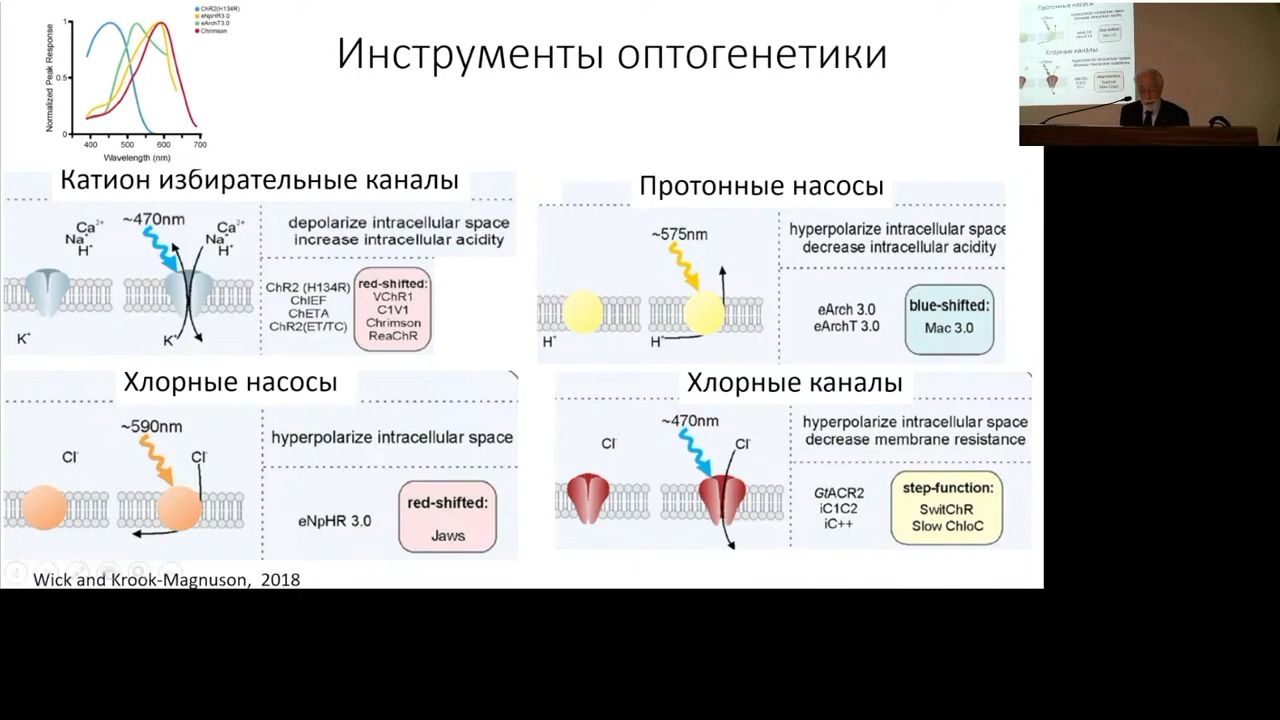 ChR2(H134R)
eNpHR3.0
eArchT3.0
Chrimson
Normalized Peak Response
1
0.5
0
400 500 600 700
Wavelength (nm)
Инструменты оптогенетики
Катион избирательные каналы
Ca²⁺
Na⁺
H⁺
~470nm
Ca²⁺
Na⁺
H⁺
K⁺
K⁺
depolarize intracellular space
increase intracellular acidity
ChR2 (H134R)
ChIEF
ChETA
ChR2(ET/TC)
red-shifted:
VChR1
C1V1
Chrimson
ReaChR
Протонные насосы
~575nm
H⁺
H⁺
hyperpolarize intracellular space
decrease intracellular acidity
eArch 3.0
eArchT 3.0
blue-shifted:
Mac 3.0
Хлорные насосы
~590nm
Cl⁻
Cl⁻
hyperpolarize intracellular space
eNpHR 3.0
red-shifted:
Jaws
Хлорные каналы
~470nm
Cl⁻
Cl⁻
hyperpolarize intracellular space
decrease membrane resistance
GtACR2
iC1C2
iC++
step-function:
SwitChR
Slow ChloC
Wick and Krook-Magnuson, 2018
Протонные насосы
Хлорные каналы